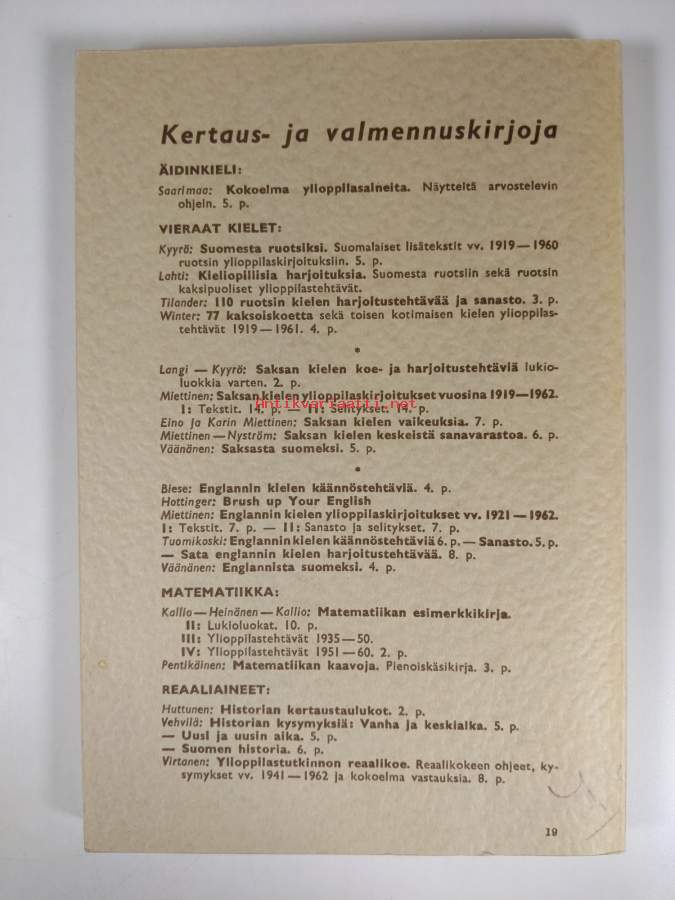 Kertaus- ja valmennuskirjoja
ÄIDINKIELI:
Saarimaa: Kokoelma ylioppilasaineita. Näytteitä arvostelevin
ohjein. 5. p.
VIERAAT KIELET:
Kyyrö: Suomesta ruotsiksi. Suomalaiset lisätekstit vv. 1919—1960
ruotsin ylioppilaskirjoituksiin. 5. p.
Lahti: Kieliopillisia harjoituksia. Suomesta ruotsiin sekä ruotsin
kaksipuoliset ylioppilastehtävät.
Tilander: 110 ruotsin kielen harjoitustehtävää ja sanasto. 3. p.
Winter: 77 kaksoiskoetta sekä toisen kotimaisen kielen ylioppilas-
tehtävät 1919—1961. 4. p.
*
Langi — Kyyrö: Saksan kielen koe- ja harjoitustehtäviä lukio-
luokkia varten. 2. p.
Miettinen: Saksan kielen ylioppilaskirjoitukset vuosina 1919—1962.
antikvariaatti.net
I: Tekstit. 14. p. — II: Selitykset. 14. p.
Eino ja Karin Miettinen: Saksan kielen vaikeuksia. 7. p.
Miettinen—Nyström: Saksan kielen keskeistä sanavarastoa. 6. p.
Väänänen: Saksasta suomeksi. 5. p.
*
Biese: Englannin kielen käännöstehtäviä. 4. p.
Hottinger: Brush up Your English
Miettinen: Englannin kielen ylioppilaskirjoitukset vv. 1921—1962.
I: Tekstit. 7. p. — II: Sanasto ja selitykset. 7. p.
Tuomikoski: Englannin kielen käännöstehtäviä 6. p. — Sanasto. 5. p.
— Sata englannin kielen harjoitustehtävää. 8. p.
Väänänen: Englannista suomeksi. 4. p.
MATEMATIIKKA:
Kallio—Heinänen—Kallio: Matematiikan esimerkkikirja.
II: Lukioluokat. 10. p.
III: Ylioppilastehtävät 1935—50.
IV: Ylioppilastehtävät 1951—60. 2. p.
Pentikäinen: Matematiikan kaavoja. Pienoiskäsikirja. 3. p.
REAALIAINEET:
Huttunen: Historian kertaustaulukot. 2. p.
Vehvilä: Historian kysymyksiä: Vanha ja keskiaika. 5. p.
— Uusi ja uusin aika. 5. p.
— Suomen historia. 6. p.
Virtanen: Ylioppilastutkinnon reaalikoe. Reaalikokeen ohjeet, ky-
symykset vv. 1941—1962 ja kokoelma vastauksia. 8. p.
19